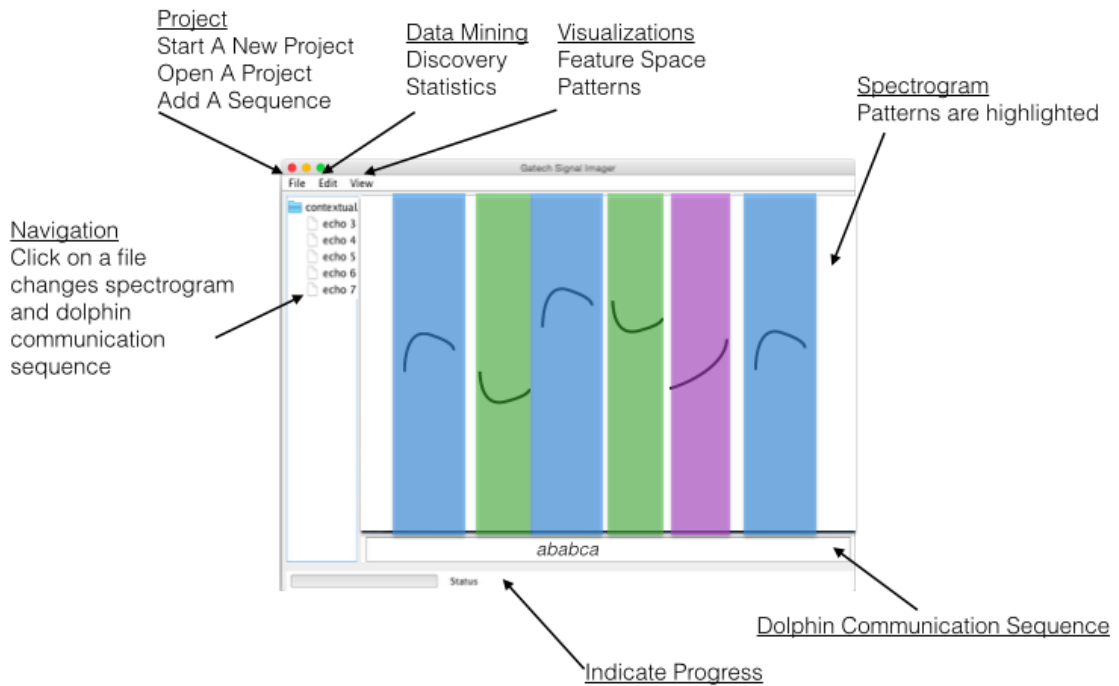 Project
Start A New Project
Open A Project
Add A Sequence
Data Mining
Discovery
Statistics
Visualizations
Feature Space
Patterns
Spectrogram
Patterns are highlighted
Gatech Signal Imager
File Edit View
contextual
echo 3
echo 4
echo 5
echo 6
echo 7
Navigation
Click on a file
changes spectrogram
and dolphin
communication
sequence
ababca
Status
Dolphin Communication Sequence
Indicate Progress